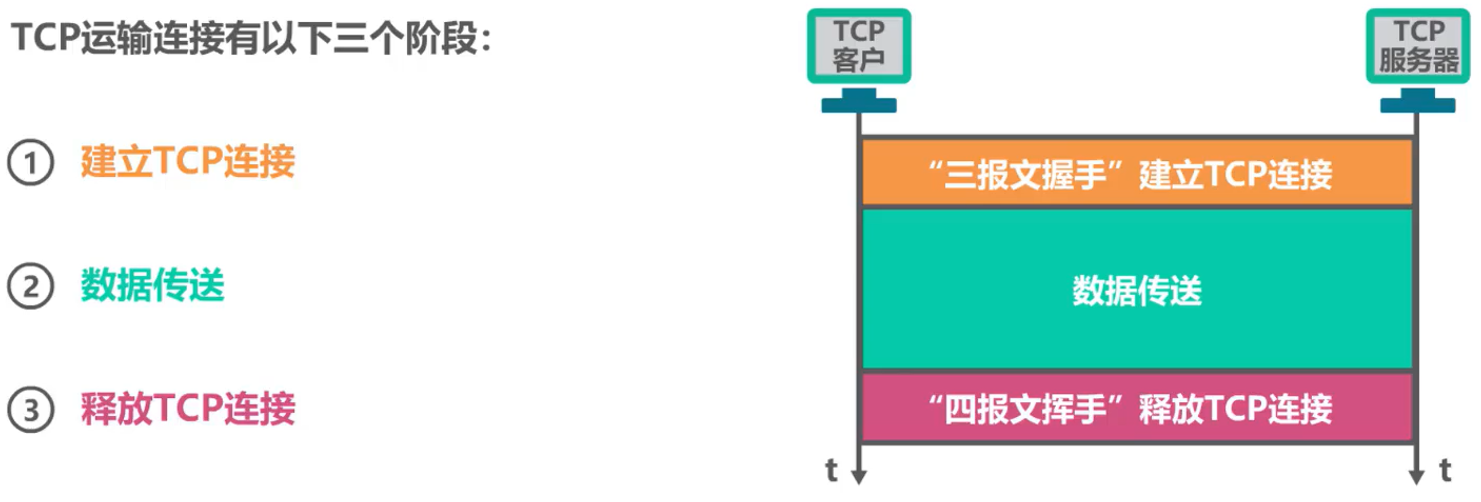 TCP运输连接有以下三个阶段：
① 建立TCP连接
② 数据传送
③ 释放TCP连接
TCP
客户
TCP
服务器
“三报文握手”建立TCP连接
数据传送
“四报文挥手”释放TCP连接
t
t